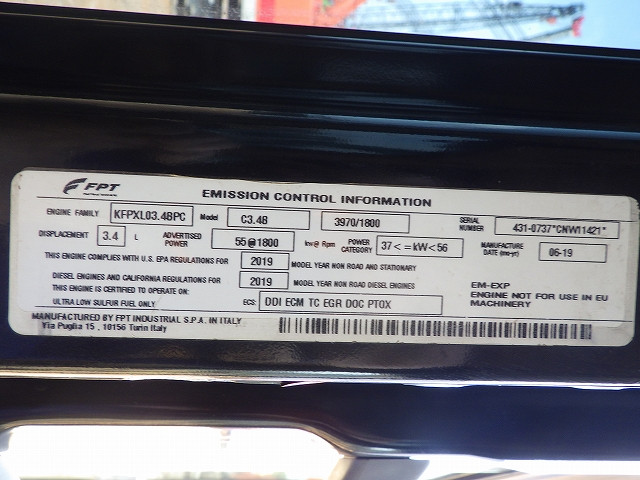 FPT
EMISSION CONTROL INFORMATION
ENGINE FAMILY KFPXL03.4BPC Model C3.4B 3970/1800 SERIAL NUMBER 431-0737*CNW11421*
DISPLACEMENT 3.4 L ADVERTISED POWER 55@1800 kw@ Rpm POWER CATEGORY 37<=kW<56 MANUFACTURE DATE (mo-yr) 06-19
THIS ENGINE COMPLIES WITH U.S. EPA REGULATIONS FOR 2019 MODEL YEAR NON ROAD AND STATIONARY
DIESEL ENGINES AND CALIFORNIA REGULATIONS FOR 2019 MODEL YEAR NON ROAD DIESEL ENGINES
THIS ENGINE IS CERTIFIED TO OPERATE ON:
ULTRA LOW SULFUR FUEL ONLY ECS: DDI ECM TC EGR DOC PTOX
EM-EXP
ENGINE NOT FOR USE IN EU
MACHINERY
MANUFACTURED BY FPT INDUSTRIAL S.P.A. IN ITALY
Via Puglia 15 , 10156 Turin Italy